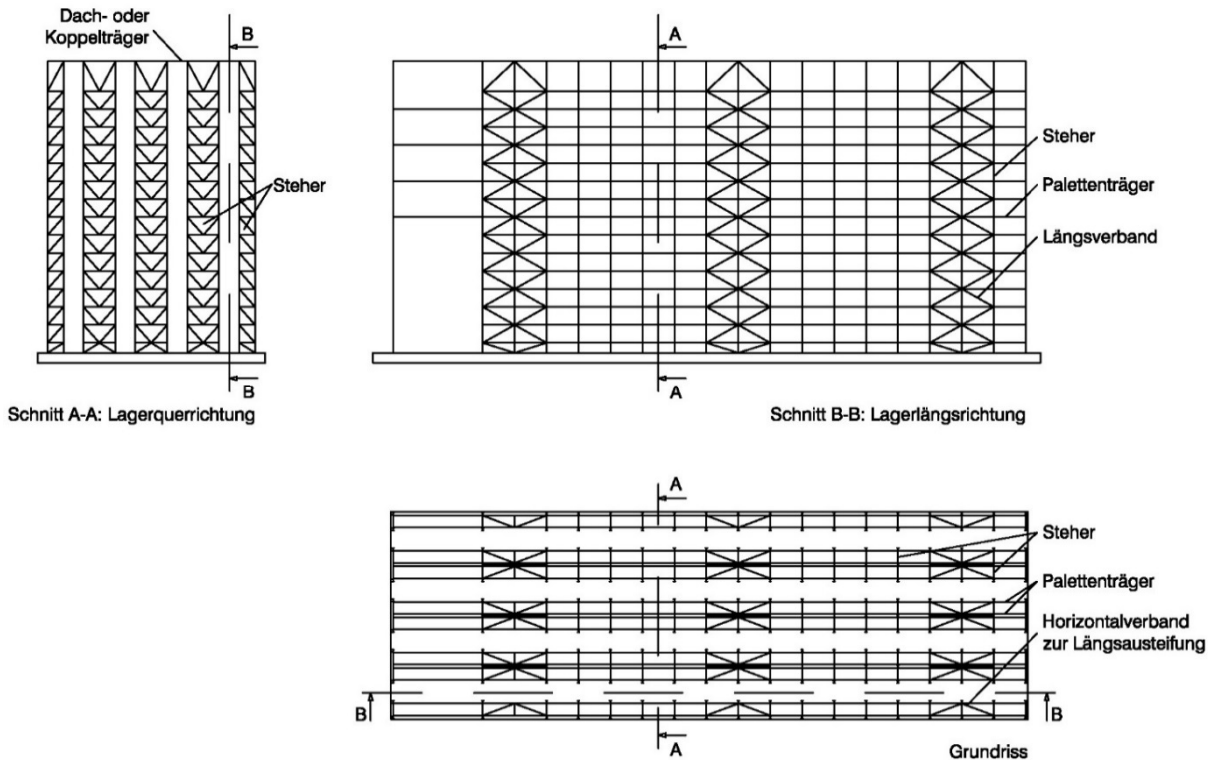 Dach- oder
Koppelträger
B
A
Steher
Steher
Palettenträger
Längsverband
B
A
Schnitt A-A: Lagerquerrichtung
Schnitt B-B: Lagerlängsrichtung
A
Steher
Palettenträger
Horizontalverband
zur Längsausteifung
B
B
A
Grundriss